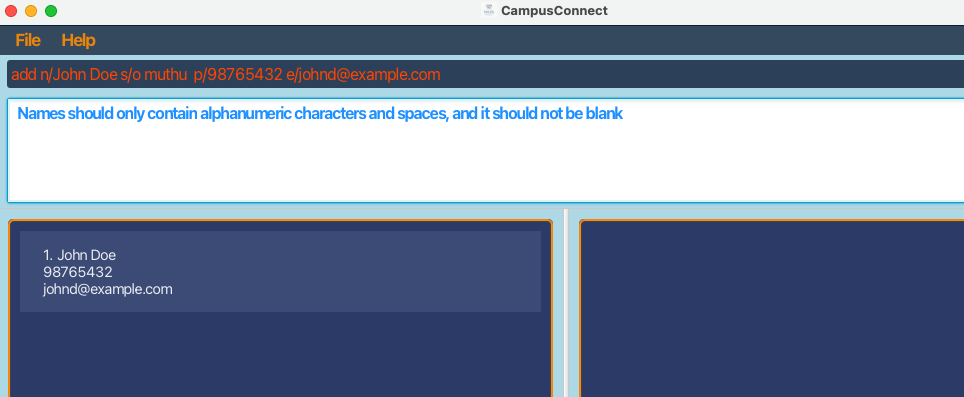 CampusConnect
File Help
add n/John Doe s/o muthu  p/98765432 e/johnd@example.com
Names should only contain alphanumeric characters and spaces, and it should not be blank
1. John Doe
98765432
johnd@example.com